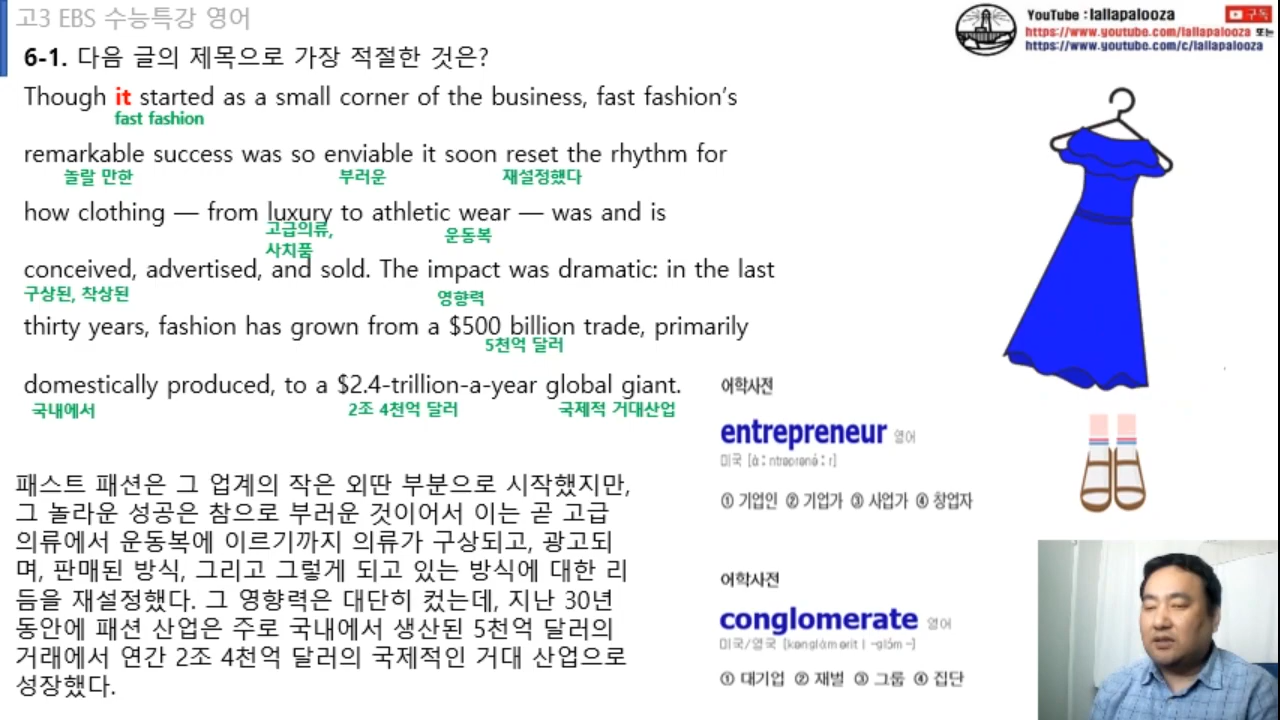 고3 EBS 수능특강 영어
YouTube : lallapalooza
구독
https://www.youtube.com/lallapalooza 또는
https://www.youtube.com/c/lallapalooza
6-1. 다음 글의 제목으로 가장 적절한 것은?
Though it started as a small corner of the business, fast fashion’s
fast fashion
remarkable success was so enviable it soon reset the rhythm for
놀랄 만한 부러운 재설정했다
how clothing — from luxury to athletic wear — was and is
고급의류, 운동복
사치품
conceived, advertised, and sold. The impact was dramatic: in the last
구상된, 착상된 영향력
thirty years, fashion has grown from a $500 billion trade, primarily
5천억 달러
domestically produced, to a $2.4-trillion-a-year global giant.
국내에서 2조 4천억 달러 국제적 거대산업
패스트 패션은 그 업계의 작은 외딴 부분으로 시작했지만,
그 놀라운 성공은 참으로 부러운 것이어서 이는 곧 고급
의류에서 운동복에 이르기까지 의류가 구상되고, 광고되
며, 판매된 방식, 그리고 그렇게 되고 있는 방식에 대한 리
듬을 재설정했다. 그 영향력은 대단히 컸는데, 지난 30년
동안에 패션 산업은 주로 국내에서 생산된 5천억 달러의
거래에서 연간 2조 4천억 달러의 국제적인 거대 산업으로
성장했다.
어학사전
entrepreneur 영어
미국
① 기업인 ② 기업가 ③ 사업가 ④ 창업자
어학사전
conglomerate 영어
미국/영국
① 대기업 ② 재벌 ③ 그룹 ④ 집단